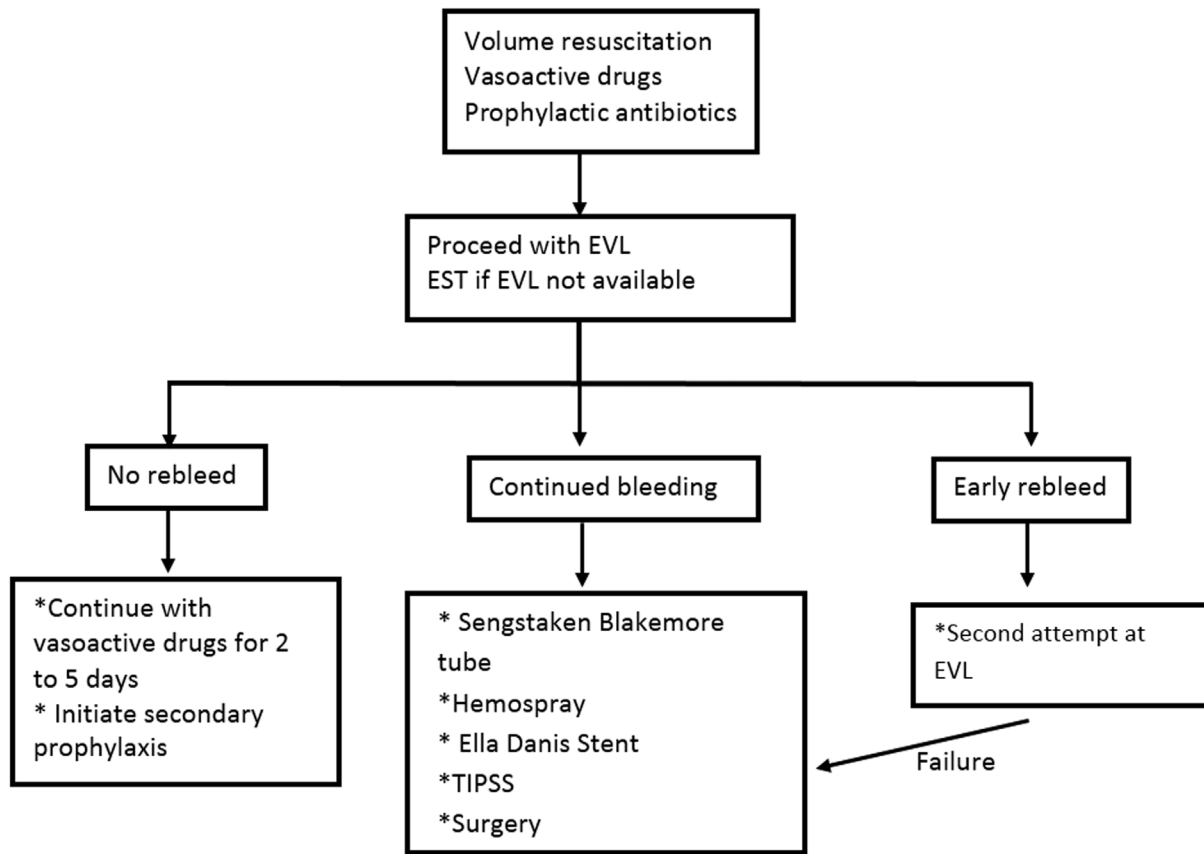 Volume resuscitation
Vasoactive drugs
Prophylactic antibiotics
Proceed with EVL
EST if EVL not available
No rebleed
Continued bleeding
Early rebleed
*Continue with
vasoactive drugs for 2
to 5 days
* Initiate secondary
prophylaxis
* Sengstaken Blakemore
tube
*Hemospray
* Ella Danis Stent
*TIPSS
*Surgery
*Second attempt at
EVL
Failure